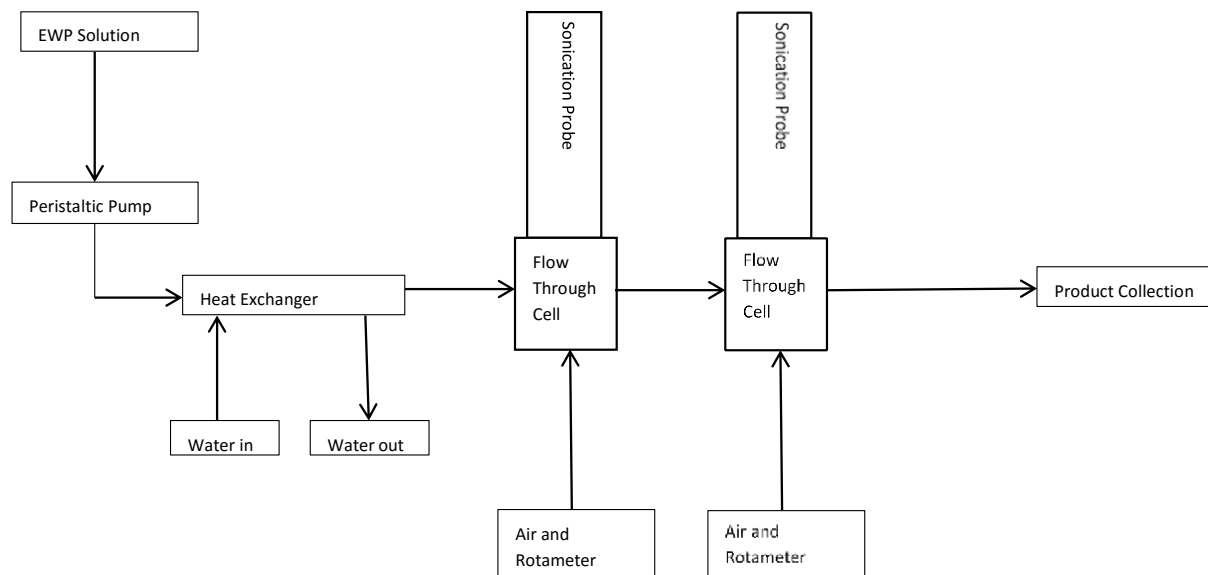 EWP Solution
Sonication Probe
Sonication Probe
Peristaltic Pump
Flow
Through
Cell
Flow
Through
Cell
Heat Exchanger
Product Collection
Water in
Water out
Air and
Rotameter
Air and
Rotameter